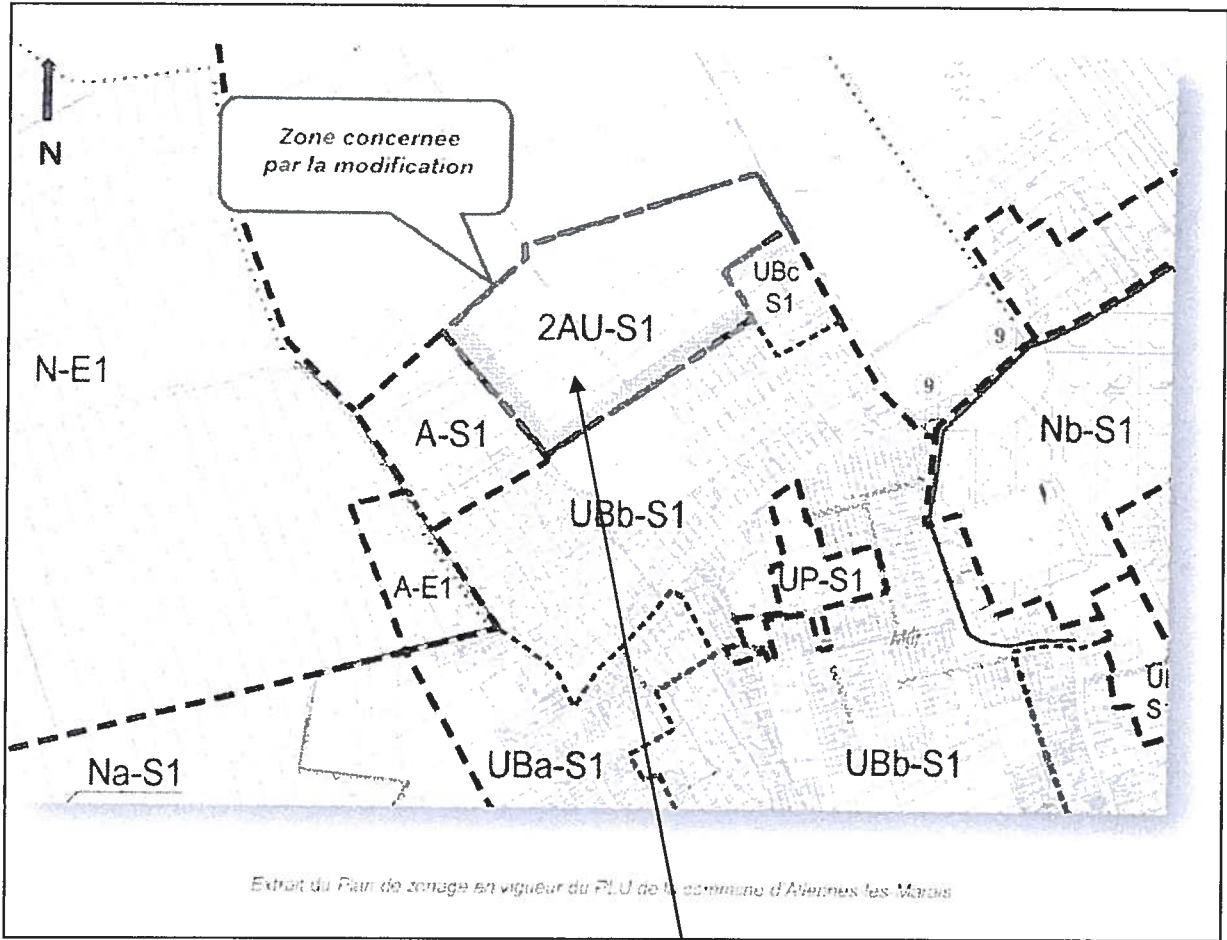 Zone concernée
par la modification
N
UBc
S1
2AU-S1
N-E1
9
9
A-S1
Nb-S1
UBb-S1
A-E1
UP-S1
Na-S1
UBa-S1
UBb-S1
Extrait du Plan de zonage en vigueur du PLU de la commune d'Allennes-les-Marais